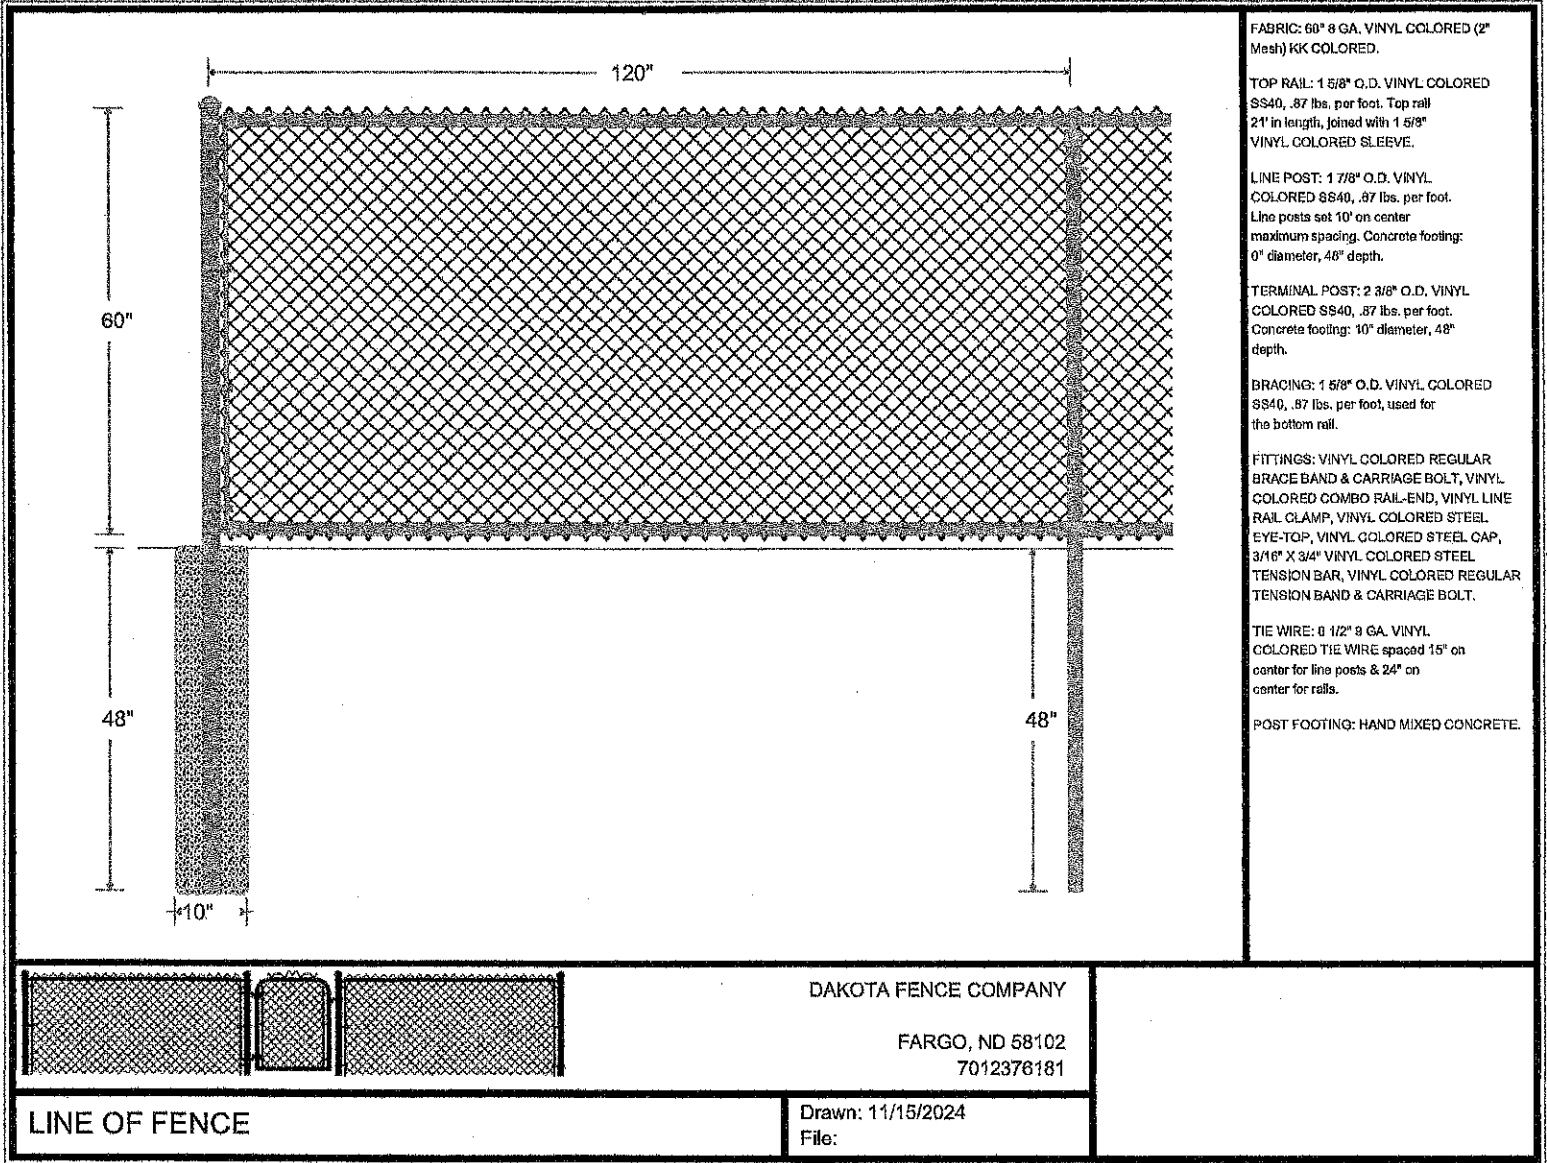 120"
60"
48"
48"
10"
FABRIC: 60" 8 GA. VINYL COLORED (2"
Mesh) KK COLORED.
TOP RAIL: 1 5/8" O.D. VINYL COLORED
SS40, .87 lbs. per foot. Top rail
21' in length, joined with 1 5/8"
VINYL COLORED SLEEVE.
LINE POST: 1 7/8" O.D. VINYL
COLORED SS40, .87 lbs. per foot.
Line posts set 10' on center
maximum spacing. Concrete footing:
0" diameter, 48" depth.
TERMINAL POST: 2 3/8" O.D. VINYL
COLORED SS40, .87 lbs. per foot.
Concrete footing: 10" diameter, 48"
depth.
BRACING: 1 5/8" O.D. VINYL COLORED
SS40, .87 lbs. per foot, used for
the bottom rail.
FITTINGS: VINYL COLORED REGULAR
BRACE BAND & CARRIAGE BOLT, VINYL
COLORED COMBO RAIL-END, VINYL LINE
RAIL CLAMP, VINYL COLORED STEEL
EYE-TOP, VINYL COLORED STEEL CAP,
3/16" X 3/4" VINYL COLORED STEEL
TENSION BAR, VINYL COLORED REGULAR
TENSION BAND & CARRIAGE BOLT.
TIE WIRE: 1/2" GA. VINYL
COLORED TIE WIRE spaced 15" on
center for line posts & 24" on
center for rails.
POST FOOTING: HAND MIXED CONCRETE.
DAKOTA FENCE COMPANY
FARGO, ND 58102
7012376181
LINE OF FENCE
Drawn: 11/15/2024
File: